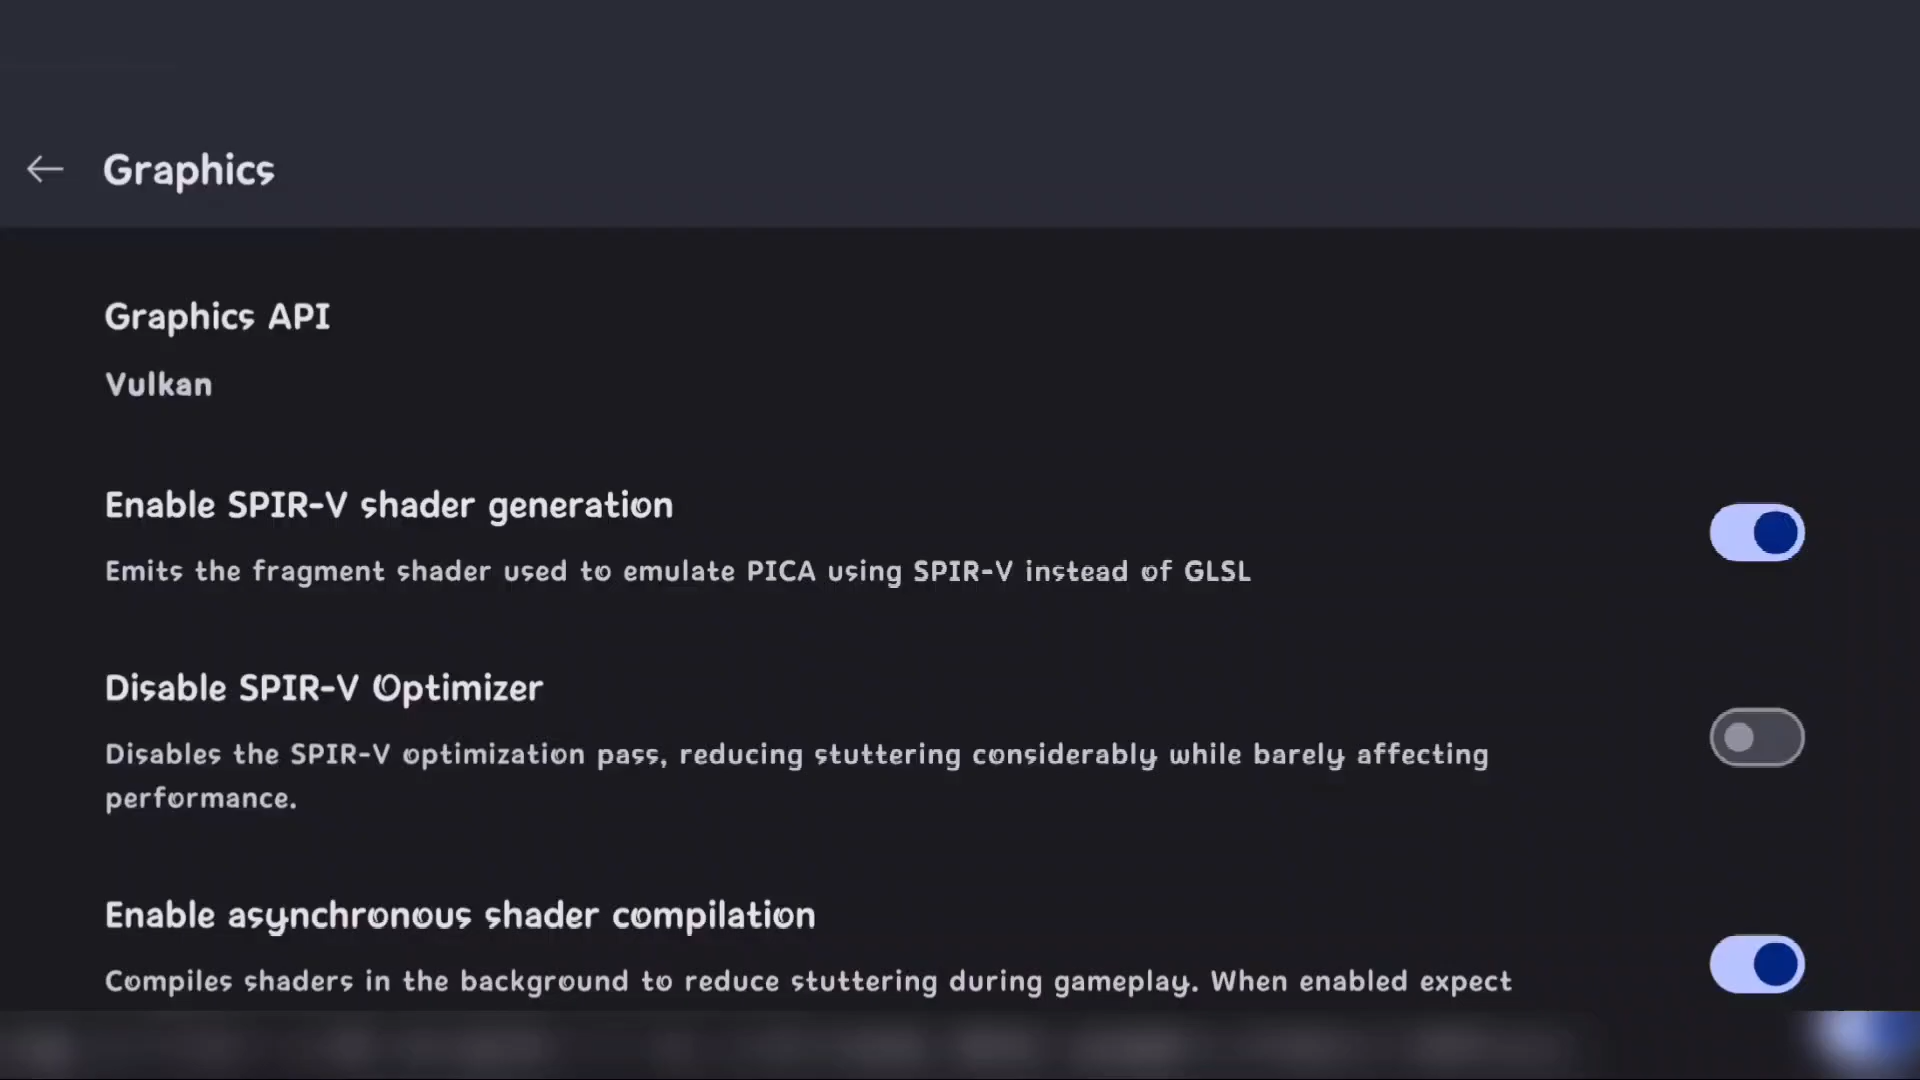 Graphics
Graphics API
Vulkan
Enable SPIR-V shader generation
Emits the fragment shader used to emulate PICA using SPIR-V instead of GLSL
Disable SPIR-V Optimizer
Disables the SPIR-V optimization pass, reducing stuttering considerably while barely affecting
performance.
Enable asynchronous shader compilation
Compiles shaders in the background to reduce stuttering during gameplay. When enabled expect